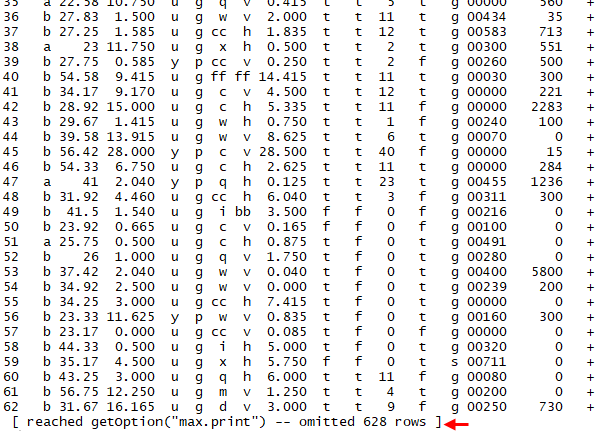 35 a 22.58 10.750 u g q v 0.415 t t 5 t g 00000 560 +
36 b 27.83 1.500 u g w v 2.000 t t 11 t g 00434 35 +
37 b 27.25 1.585 u g cc h 1.835 t t 12 t g 00583 713 +
38 a 23 11.750 u g x h 0.500 t t 2 t g 00300 551 +
39 b 27.75 0.585 y p cc v 0.250 t t 2 f g 00260 500 +
40 b 54.58 9.415 u g ff ff 14.415 t t 11 t g 00030 300 +
41 b 34.17 9.170 u g c v 4.500 t t 12 t g 00000 221 +
42 b 28.92 15.000 u g c h 5.335 t t 11 f g 00000 2283 +
43 b 29.67 1.415 u g w h 0.750 t t 1 f g 00240 100 +
44 b 39.58 13.915 u g w v 8.625 t t 6 t g 00070 0 +
45 b 56.42 28.000 y p c v 28.500 t t 40 f g 00000 15 +
46 b 54.33 6.750 u g c h 2.625 t t 11 t g 00000 284 +
47 a 41 2.040 y p q h 0.125 t t 23 t g 00455 1236 +
48 b 31.92 4.460 u g cc h 6.040 t t 3 f g 00311 300 +
49 b 41.5 1.540 u g i bb 3.500 f f 0 f g 00216 0 +
50 b 23.92 0.665 u g c v 0.165 f f 0 f g 00100 0 +
51 a 25.75 0.500 u g c h 0.875 t f 0 t g 00491 0 +
52 b 26 1.000 u g q v 1.750 t f 0 t g 00280 0 +
53 b 37.42 2.040 u g w v 0.040 t f 0 t g 00400 5800 +
54 b 34.92 2.500 u g w v 0.000 t f 0 t g 00239 200 +
55 b 34.25 3.000 u g cc h 7.415 t f 0 t g 00000 0 +
56 b 23.33 11.625 y p w v 0.835 t f 0 f g 00160 300 +
57 b 23.17 0.000 u g cc v 0.085 t f 0 f g 00000 0 +
58 b 44.33 0.500 u g i h 5.000 t f 0 t g 00320 0 +
59 b 35.17 4.500 u g x h 5.750 f f 0 t s 00711 0 +
60 b 43.25 3.000 u g q h 6.000 t t 11 f g 00080 0 +
61 b 56.75 12.250 u g m v 1.250 t t 4 t g 00200 0 +
62 b 31.67 16.165 u g d v 3.000 t t 9 f g 00250 730 +
[ reached getOption("max.print") -- omitted 628 rows ]